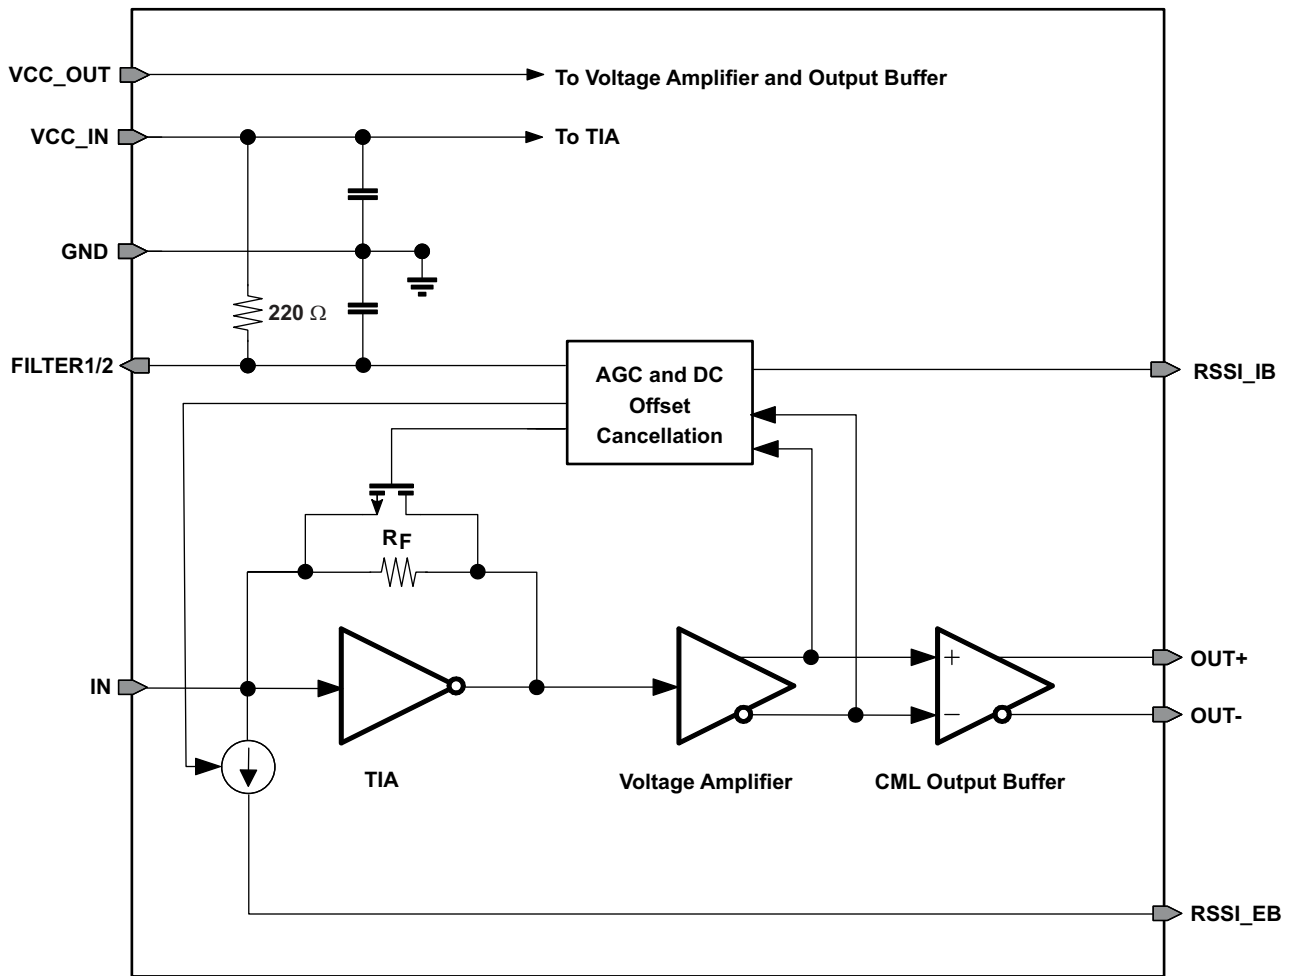 VCC_OUT
To Voltage Amplifier and Output Buffer
VCC_IN
To TIA
GND
220 Ω
FILTER1/2
AGC and DC
Offset
Cancellation
RSSI_IB
RF
+
OUT+
IN
−
OUT-
TIA
Voltage Amplifier
CML Output Buffer
RSSI_EB